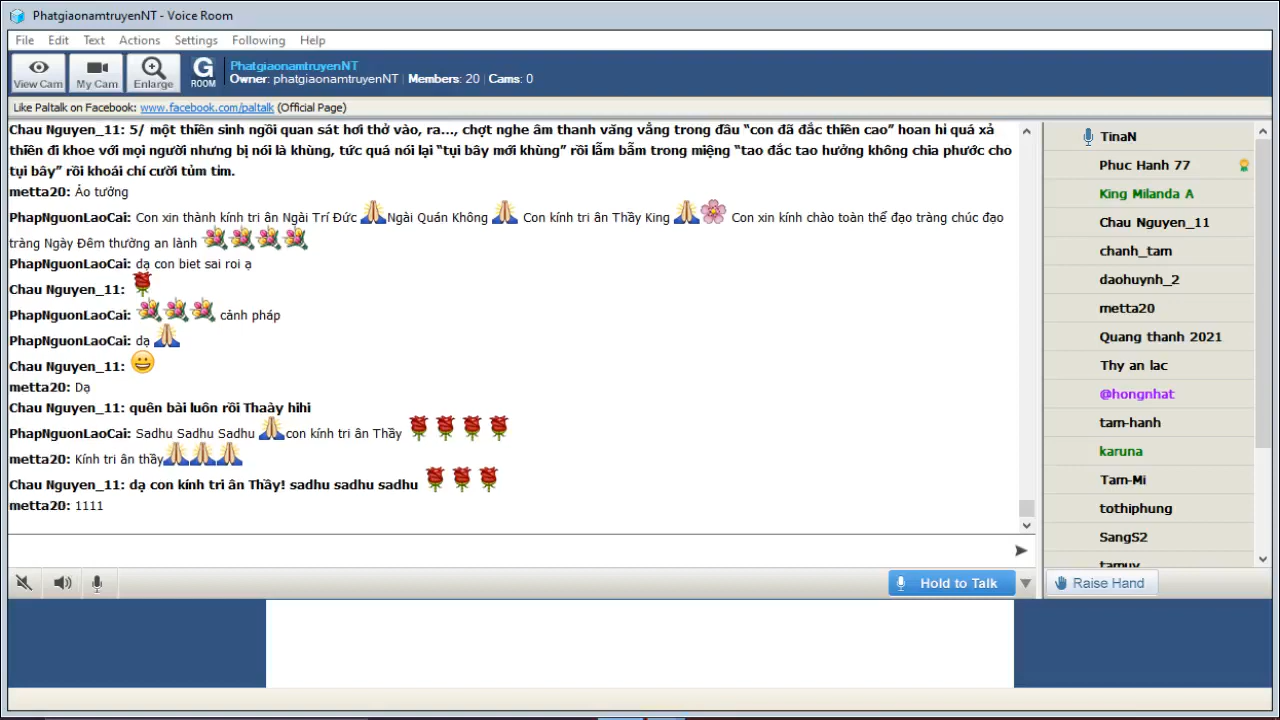 PhatgiaonamtruyenNT - Voice Room
File Edit Text Actions Settings Following Help
View Cam My Cam Enlarge G ROOM PhatgiaonamtruyenNT
Owner: phatgiaonamtruyenNT | Members: 20 | Cams: 0
Like Paltalk on Facebook: www.facebook.com/paltalk (Official Page)
Chau Nguyen_11: 5/ một thiền sinh ngồi quan sát hơi thở vào, ra..., chợt nghe âm thanh văng vẳng trong đầu “con đã đắc thiền cao” hoan hỉ quá xả
thiền đi khoe với mọi người nhưng bị nói là khùng, tức quá nói lại “tụi bây mới khùng” rồi lẩm bẩm trong miệng “tao đắc tao hưởng không chia phước cho
tụi bây” rồi khoái chí cười tủm tỉm.
metta20: Ảo tưởng
PhapNguonLaoCai: Con xin thành kính tri ân Ngài Trí Đức 🙏Ngài Quán Không 🙏 Con kính tri ân Thầy King 🙏🌸 Con xin kính chào toàn thể đạo tràng chúc đạo
tràng Ngày Đêm thường an lành 💐💐💐💐
PhapNguonLaoCai: dạ con biet sai roi ạ
Chau Nguyen_11: 🌹
PhapNguonLaoCai: 💐💐💐 cảnh pháp
PhapNguonLaoCai: dạ 🙏
Chau Nguyen_11: 😀
metta20: Dạ
Chau Nguyen_11: quên bài luôn rồi Thaày hihi
PhapNguonLaoCai: Sadhu Sadhu Sadhu 🙏con kính tri ân Thầy 🌹🌹🌹🌹
metta20: Kính tri ân thầy🙏🙏🙏
Chau Nguyen_11: dạ con kính tri ân Thầy! sadhu sadhu sadhu 🌹🌹🌹
metta20: 1111
Hold to Talk
TinaN
Phuc Hanh 77
King Milanda A
Chau Nguyen_11
chanh_tam
daohuynh_2
metta20
Quang thanh 2021
Thy an lac
@hongnhat
tam-hanh
karuna
Tam-Mi
tothiphung
SangS2
tamuy
Raise Hand